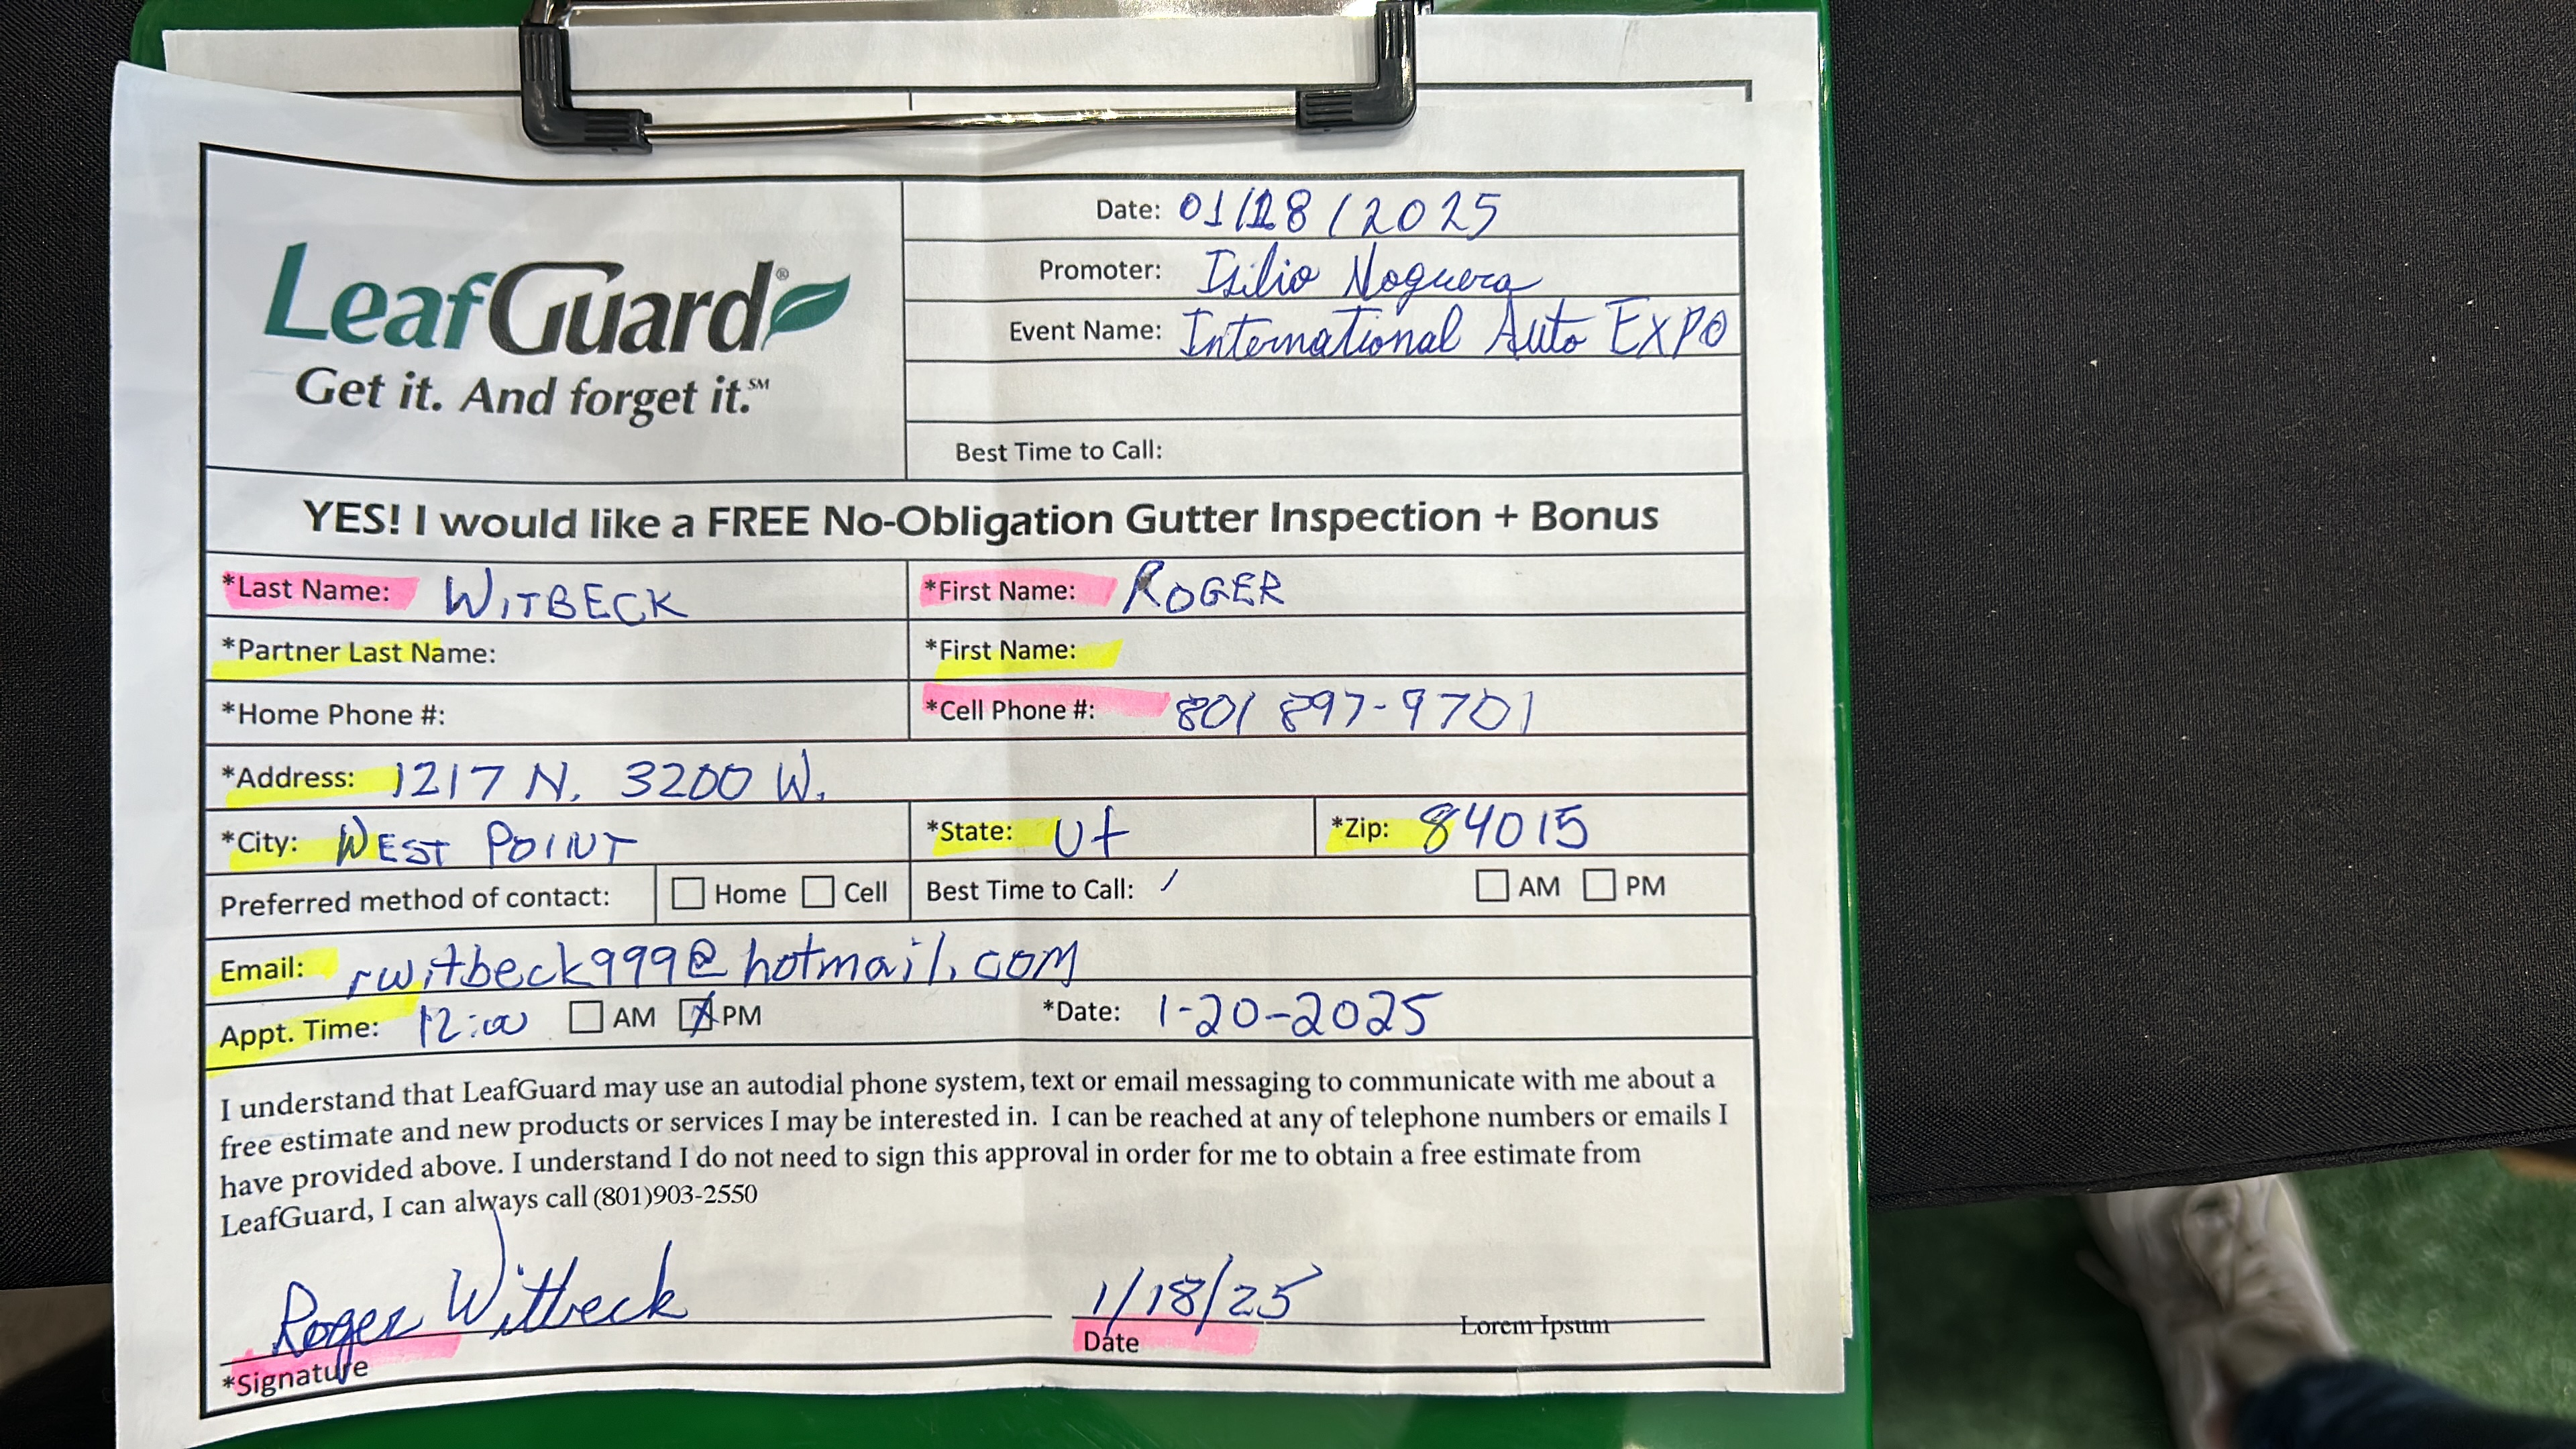 LeafGuard®
Get it. And forget it.℠
Date: 01/18/2025
Promoter: Isilio Noguera
Event Name: International Auto Expo
Best Time to Call:
YES! I would like a FREE No-Obligation Gutter Inspection + Bonus
*Last Name: WITBECK *First Name: ROGER
*Partner Last Name: *First Name:
*Home Phone #: *Cell Phone #: 801 897-9701
*Address: 1217 N. 3200 W.
*City: WEST POINT *State: Ut *Zip: 84015
Preferred method of contact: Home Cell Best Time to Call: AM PM
Email: rwitbeck999@hotmail.com
Appt. Time: 12:00 AM PM *Date: 1-20-2025
I understand that LeafGuard may use an autodial phone system, text or email messaging to communicate with me about a
free estimate and new products or services I may be interested in. I can be reached at any of telephone numbers or emails I
have provided above. I understand I do not need to sign this approval in order for me to obtain a free estimate from
LeafGuard, I can always call (801)903-2550
Roger Witbeck 1/18/25 Lorem Ipsum
*Signature Date